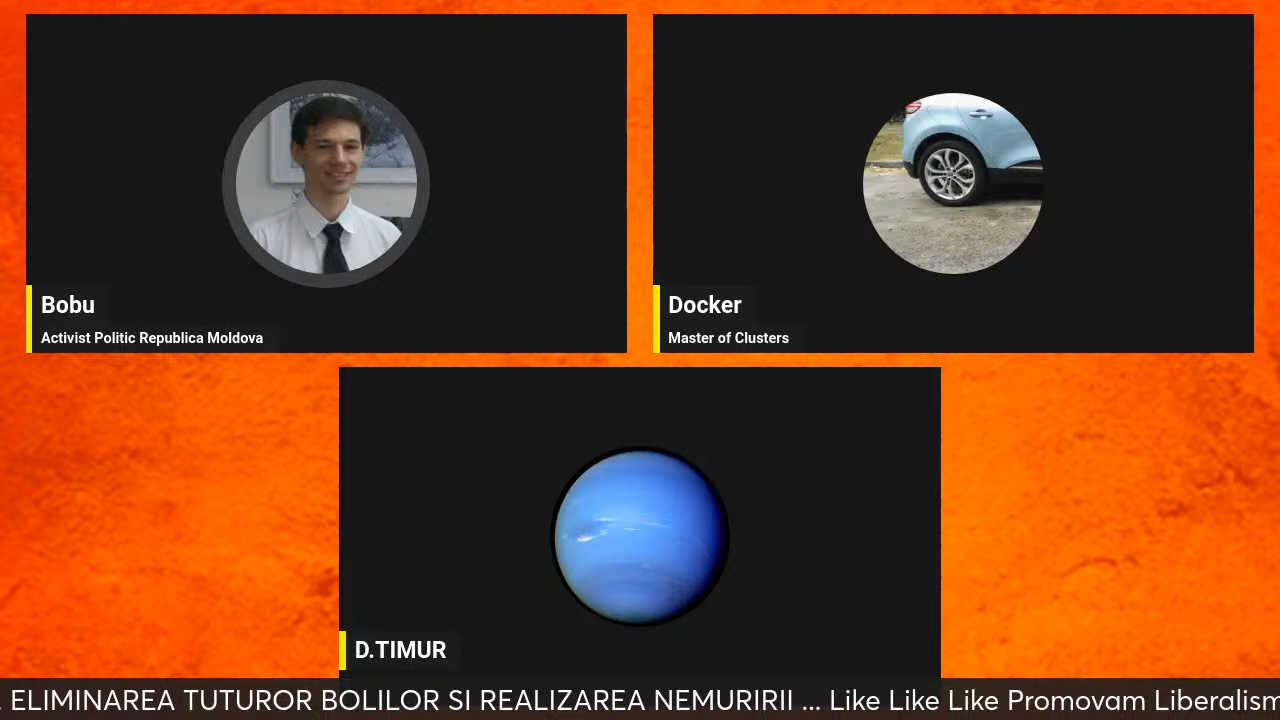 Bobu
Activist Politic Republica Moldova
Docker
Master of Clusters
D.TIMUR
. ELIMINAREA TUTUROR BOLILOR SI REALIZAREA NEMURIRII ... Like Like Like Promovam Liberalism